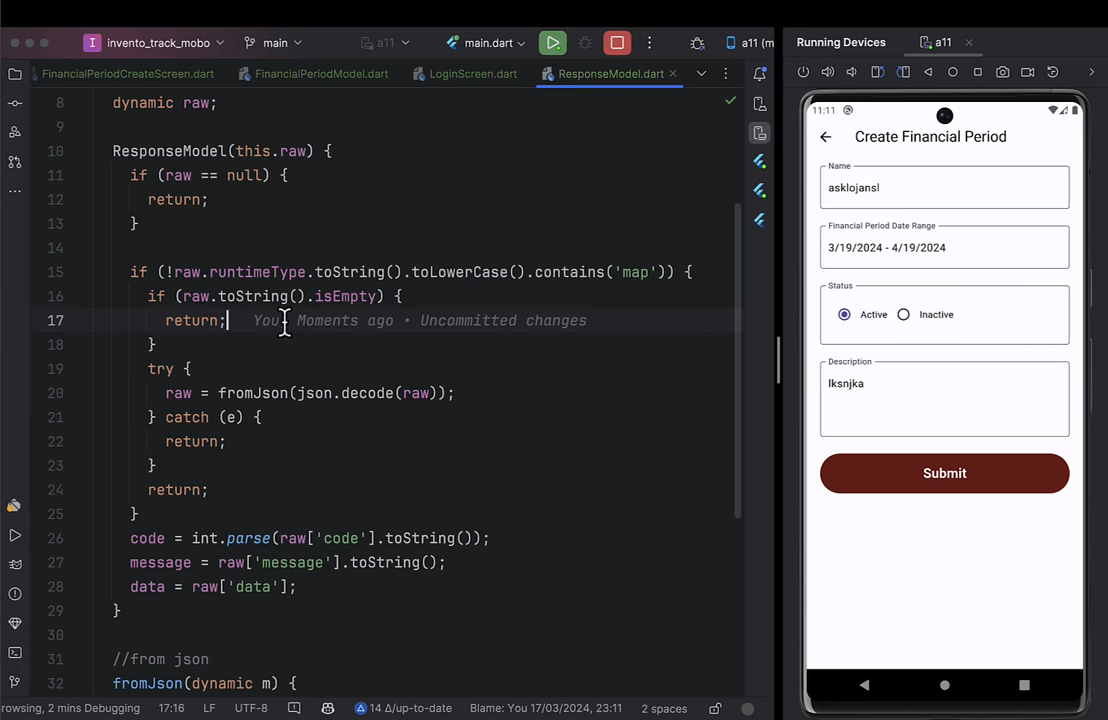 I invento_track_mobo main a11 main.dart a11 (m
Running Devices a11
FinancialPeriodCreateScreen.dart FinancialPeriodModel.dart LoginScreen.dart ResponseModel.dart
8 dynamic raw;
9
10 ResponseModel(this.raw) {
11 if (raw == null) {
12 return;
13 }
14
15 if (!raw.runtimeType.toString().toLowerCase().contains('map')) {
16 if (raw.toString().isEmpty) {
17 return; You Moments ago • Uncommitted changes
18 }
19 try {
20 raw = fromJson(json.decode(raw));
21 } catch (e) {
22 return;
23 }
24 return;
25 }
26 code = int.parse(raw['code'].toString());
27 message = raw['message'].toString();
28 data = raw['data'];
29 }
30
31 //from json
32 fromJson(dynamic m) {
rowsing, 2 mins Debugging 17:16 LF UTF-8 14 Δ/up-to-date Blame: You 17/03/2024, 23:11 2 spaces
11:11
Create Financial Period
Name
asklojansl
Financial Period Date Range
3/19/2024 - 4/19/2024
Status
Active Inactive
Description
lksnjka
Submit